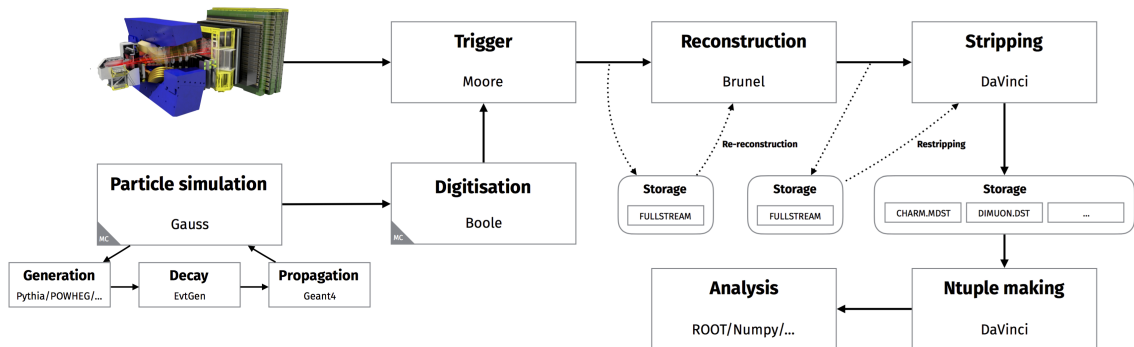 Trigger
Moore
Reconstruction
Brunel
Stripping
DaVinci
Re-reconstruction
Restripping
Particle simulation
Gauss
MC
Digitisation
Boole
MC
Storage
FULLSTREAM
Storage
FULLSTREAM
Storage
CHARM.MDST
DIMUON.DST
...
Generation
Pythia/POWHEG/...
Decay
EvtGen
Propagation
Geant4
Analysis
ROOT/Numpy/...
Ntuple making
DaVinci